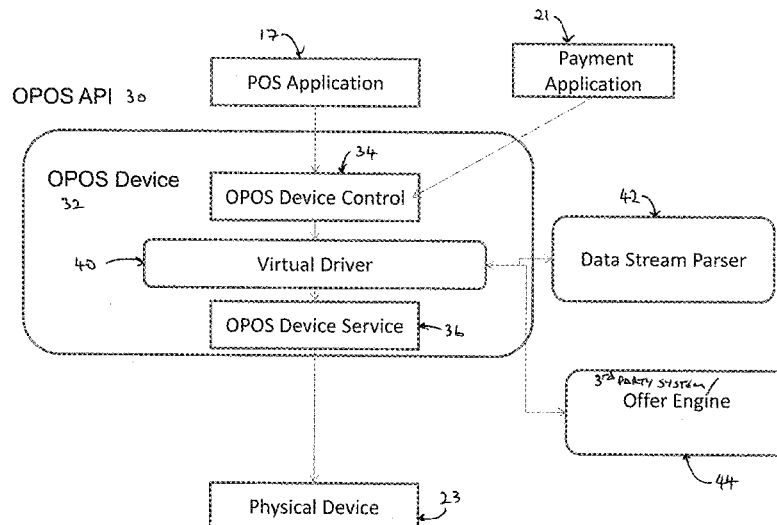 17
21
POS Application
Payment
Application
OPOS API 30
34
OPOS Device
32
OPOS Device Control
42
40
Virtual Driver
Data Stream Parser
OPOS Device Service
36
3rd PARTY SYSTEM/
Offer Engine
44
Physical Device
23